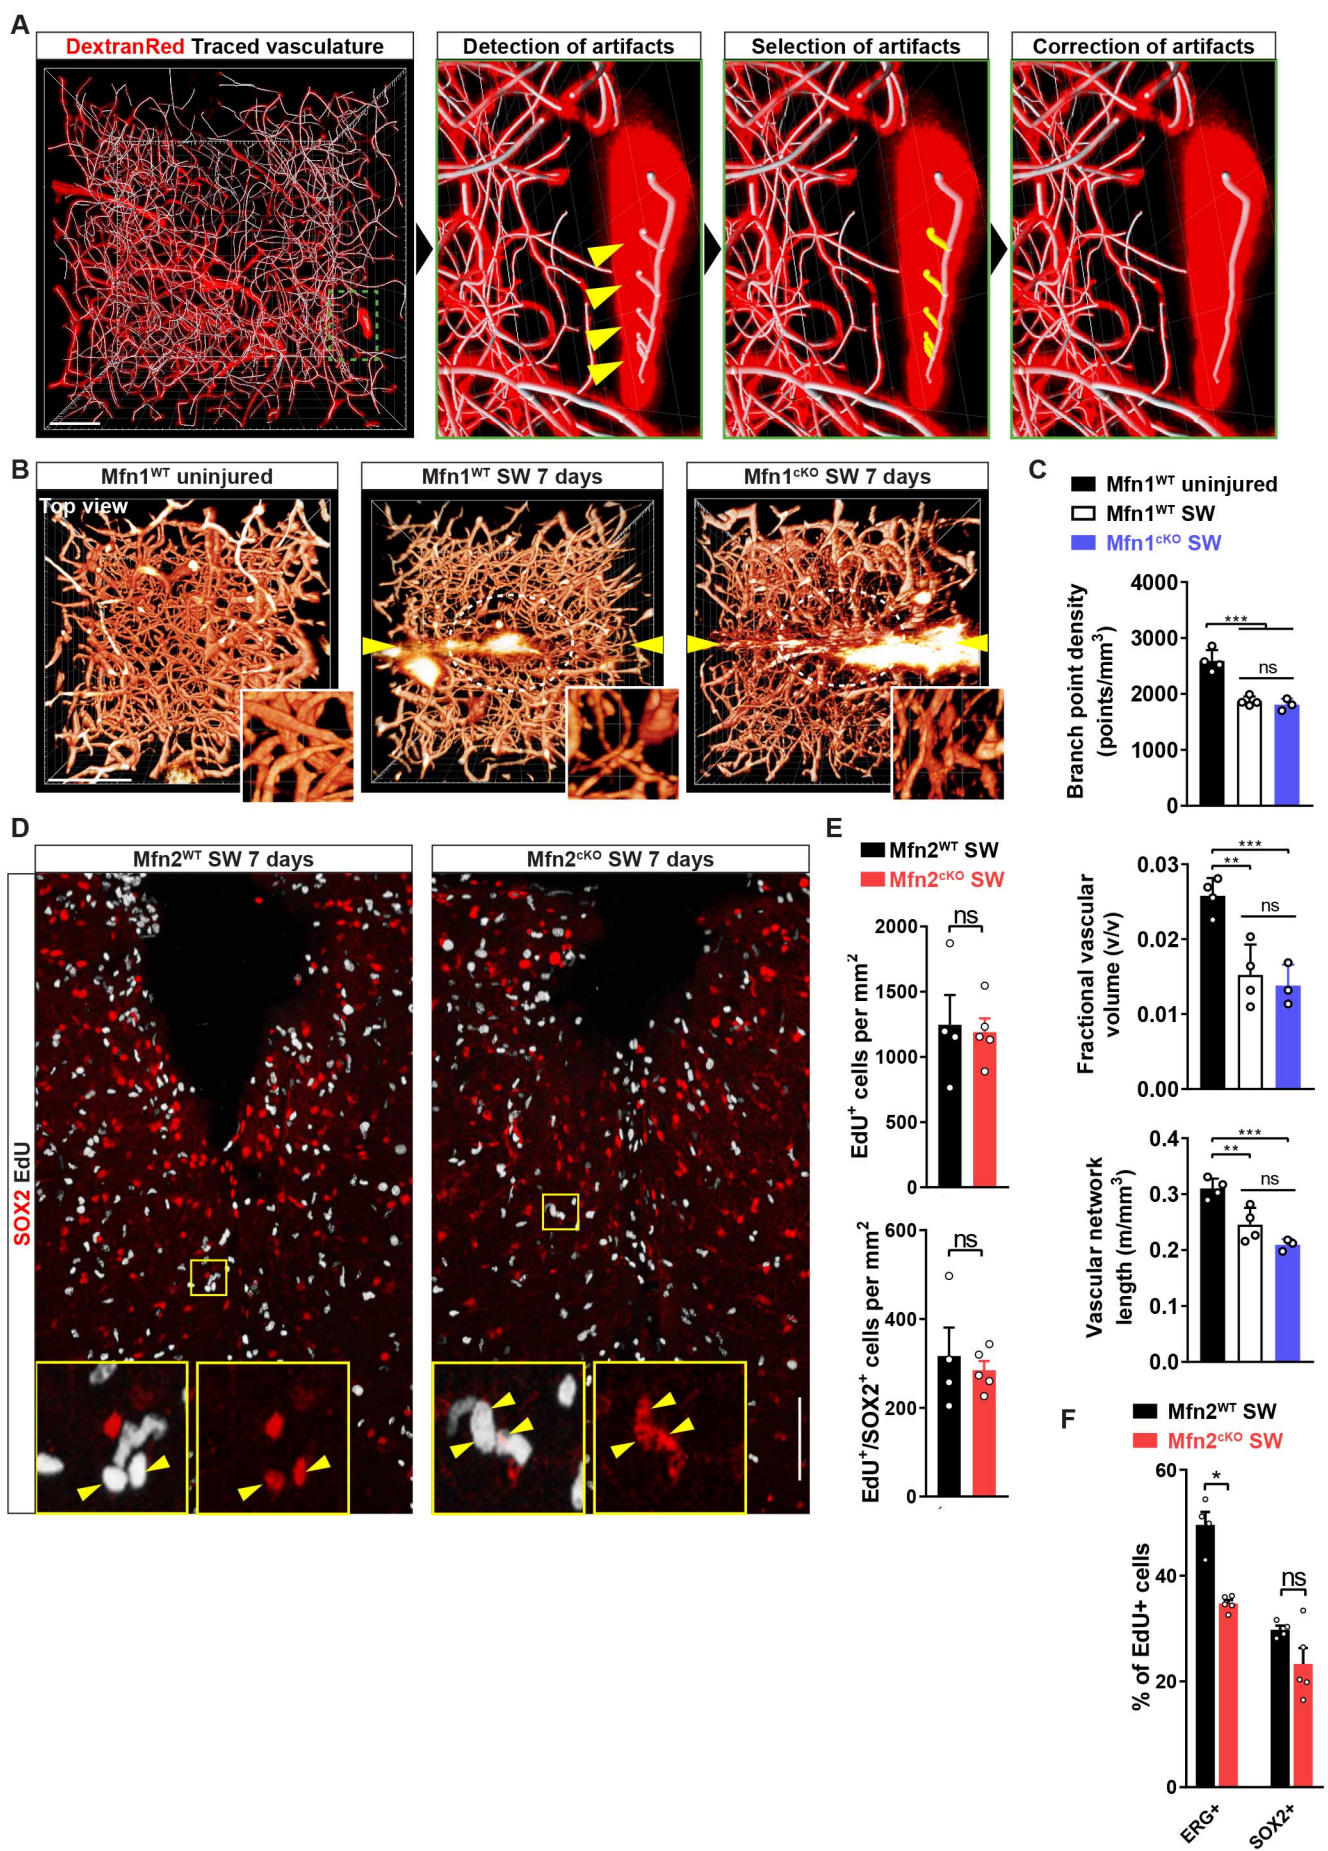 A
DextranRed Traced vasculature
Detection of artifacts
Selection of artifacts
Correction of artifacts
B
Mfn1WT uninjured
Mfn1WT SW 7 days
Mfn1cKO SW 7 days
Top view
C
Mfn1WT uninjured
Mfn1WT SW
Mfn1cKO SW
Branch point density
(points/mm3)
4000
3000
2000
1000
0
***
ns
Fractional vascular
volume (v/v)
0.03
0.02
0.01
0.00
***
**
ns
Vascular network
length (m/mm3)
0.4
0.3
0.2
0.1
0.0
***
**
ns
D
Mfn2WT SW 7 days
Mfn2cKO SW 7 days
SOX2 EdU
E
Mfn2WT SW
Mfn2cKO SW
EdU+ cells per mm2
2000
1500
1000
500
0
ns
EdU+/SOX2+ cells per mm2
600
400
200
0
ns
F
Mfn2WT SW
Mfn2cKO SW
% of EdU+ cells
60
40
20
0
*
ns
ERG+
SOX2+